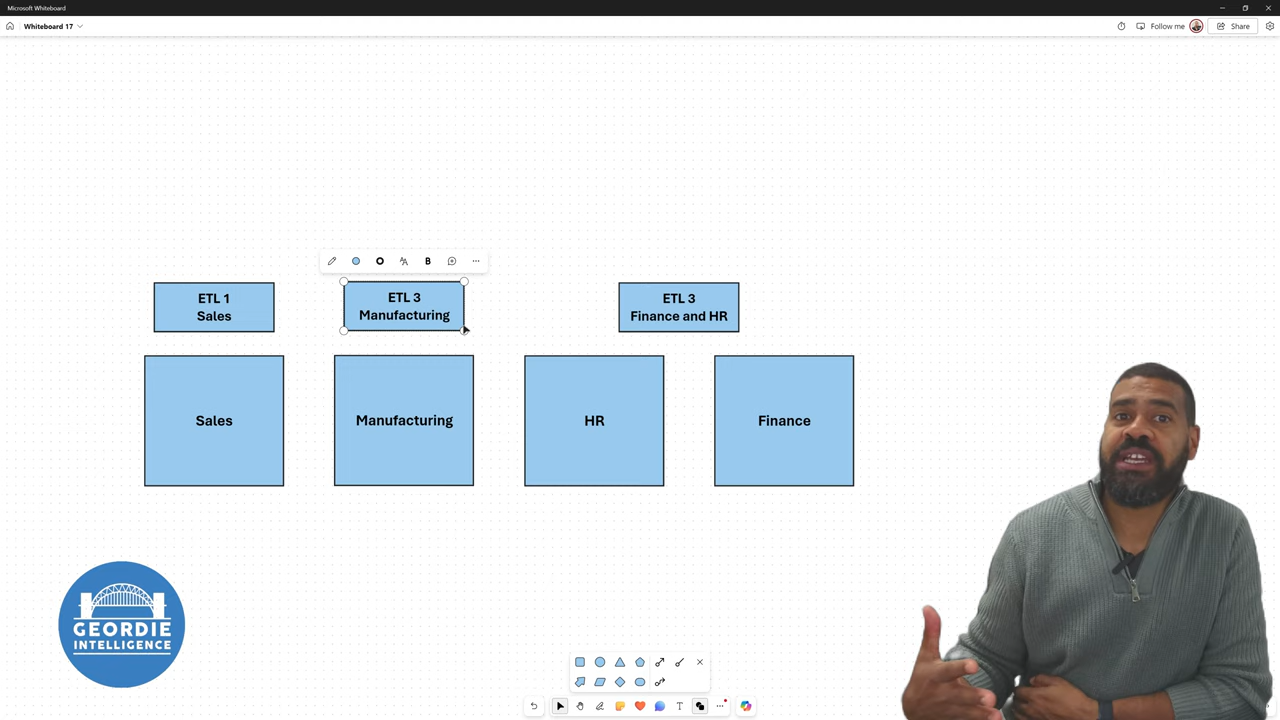 Microsoft Whiteboard
Whiteboard 17
Follow me
Share
ETL 1
Sales
ETL 3
Manufacturing
ETL 3
Finance and HR
Sales
Manufacturing
HR
Finance
GEORDIE
INTELLIGENCE
B
T